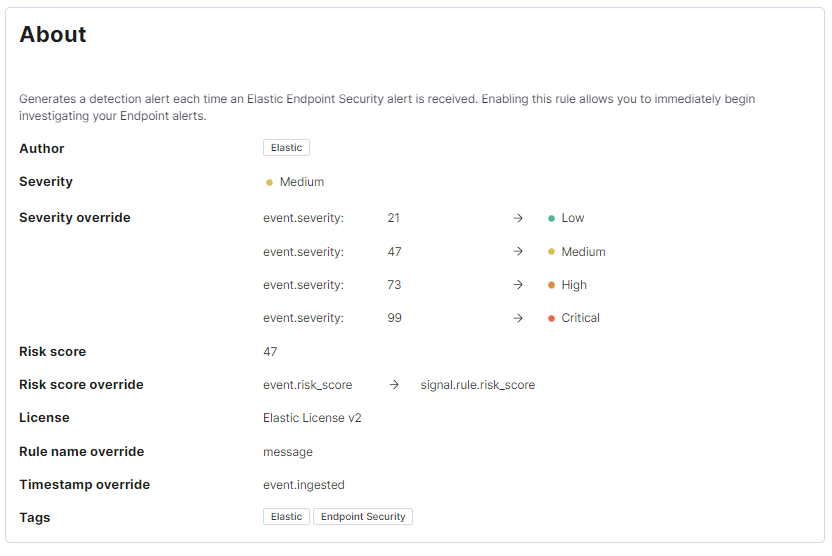 About
Generates a detection alert each time an Elastic Endpoint Security alert is received. Enabling this rule allows you to immediately begin
investigating your Endpoint alerts.
Author Elastic
Severity Medium
Severity override event.severity: 21 → Low
event.severity: 47 → Medium
event.severity: 73 → High
event.severity: 99 → Critical
Risk score 47
Risk score override event.risk_score → signal.rule.risk_score
License Elastic License v2
Rule name override message
Timestamp override event.ingested
Tags Elastic Endpoint Security